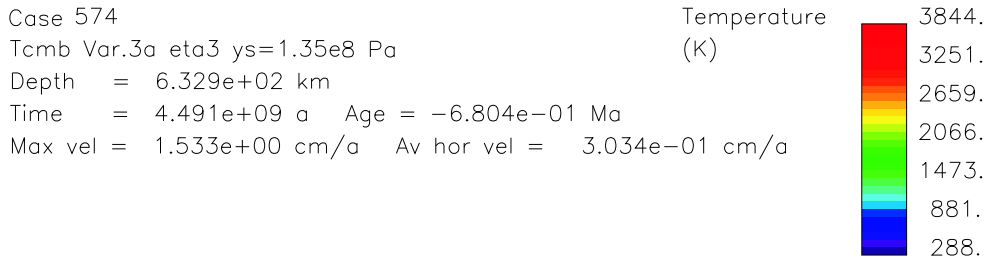 Case 574
Tcmb Var.3a eta3 ys=1.35e8 Pa
Depth = 6.329e+02 km
Time = 4.491e+09 a Age = −6.804e−01 Ma
Max vel = 1.533e+00 cm/a Av hor vel = 3.034e−01 cm/a
Temperature
(K)
3844.
3251.
2659.
2066.
1473.
881.
288.